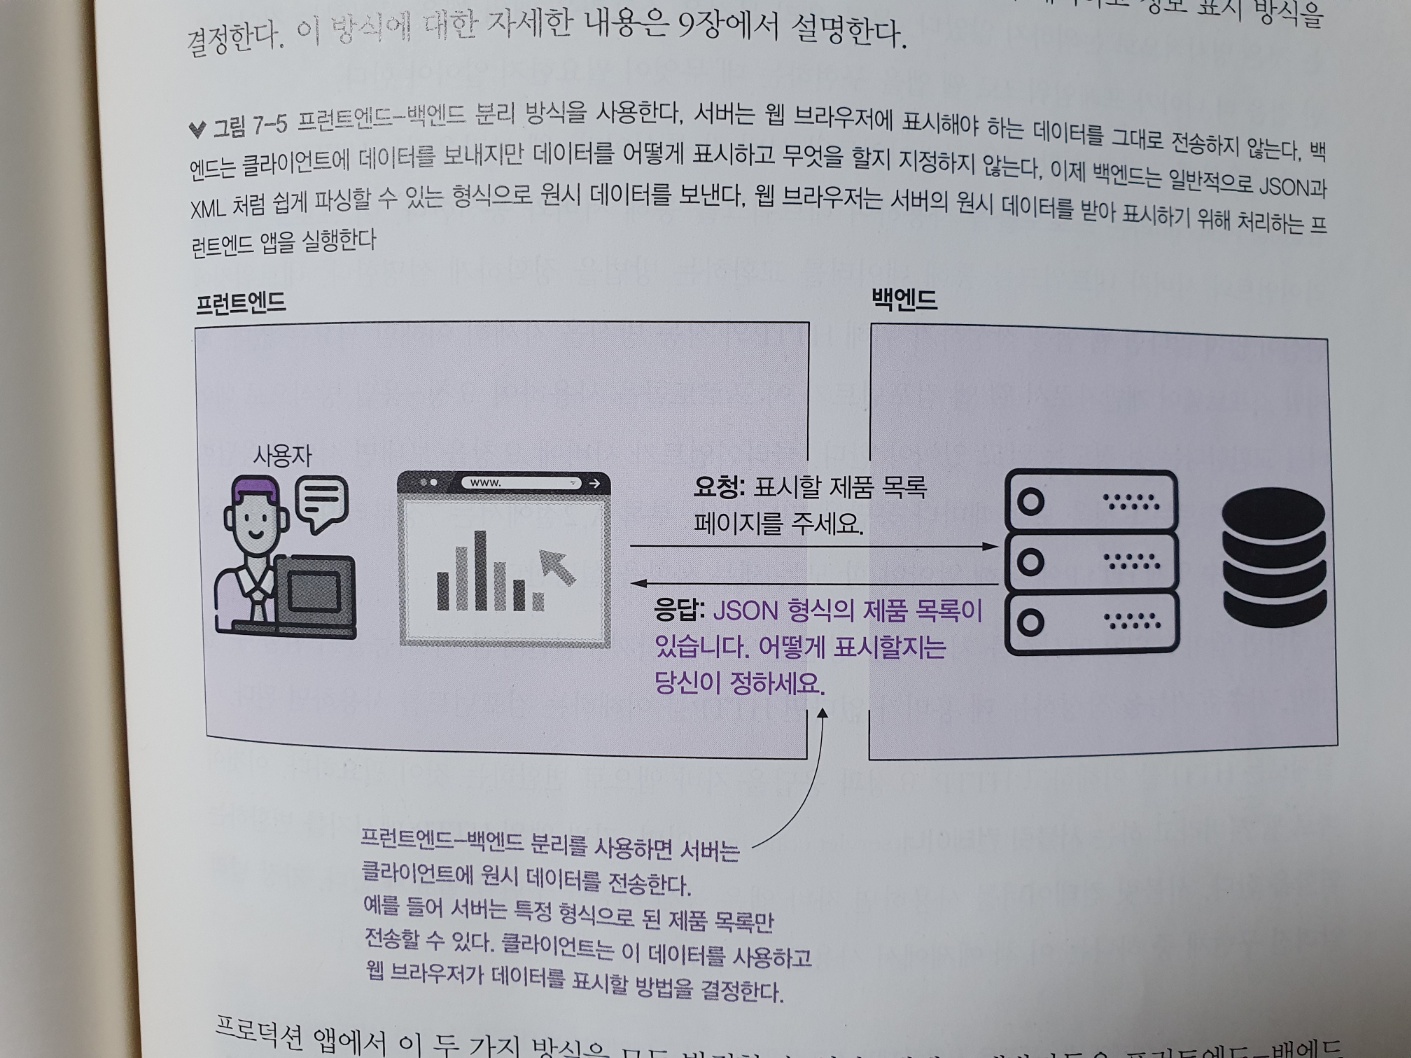 표시 방식을
결정한다. 이 방식에 대한 자세한 내용은 9장에서 설명한다.
그림 7-5 프런트엔드-백엔드 분리 방식을 사용한다, 서버는 웹 브라우저에 표시해야 하는 데이터를 그대로 전송하지 않는다, 백
엔드는 클라이언트에 데이터를 보내지만 데이터를 어떻게 표시하고 무엇을 할지 지정하지 않는다, 이제 백엔드는 일반적으로 JSON과
XML 처럼 쉽게 파싱할 수 있는 형식으로 원시 데이터를 보낸다, 웹 브라우저는 서버의 원시 데이터를 받아 표시하기 위해 처리하는 프
런트엔드 앱을 실행한다
프런트엔드
백엔드
사용자
www.
요청: 표시할 제품 목록
페이지를 주세요.
응답: JSON 형식의 제품 목록이
있습니다. 어떻게 표시할지는
당신이 정하세요.
프런트엔드-백엔드 분리를 사용하면 서버는
클라이언트에 원시 데이터를 전송한다.
예를 들어 서버는 특정 형식으로 된 제품 목록만
전송할 수 있다. 클라이언트는 이 데이터를 사용하고
웹 브라우저가 데이터를 표시할 방법을 결정한다.
프로덕션 앱에서 이 두 가지 방식을 모두 프런트엔드-백엔드